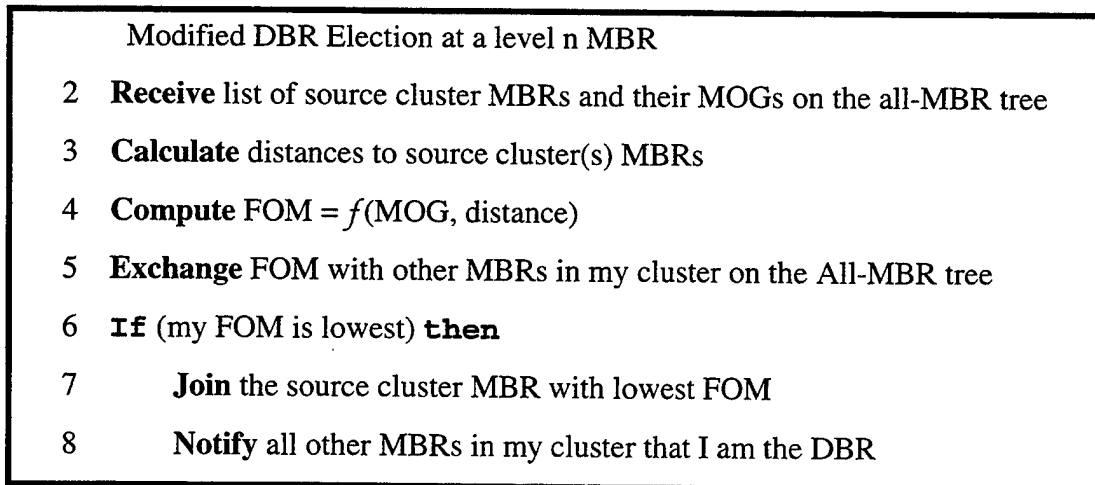 Modified DBR Election at a level n MBR
2 Receive list of source cluster MBRs and their MOGs on the all-MBR tree
3 Calculate distances to source cluster(s) MBRs
4 Compute FOM = f(MOG, distance)
5 Exchange FOM with other MBRs in my cluster on the All-MBR tree
6 If (my FOM is lowest) then
7 Join the source cluster MBR with lowest FOM
8 Notify all other MBRs in my cluster that I am the DBR